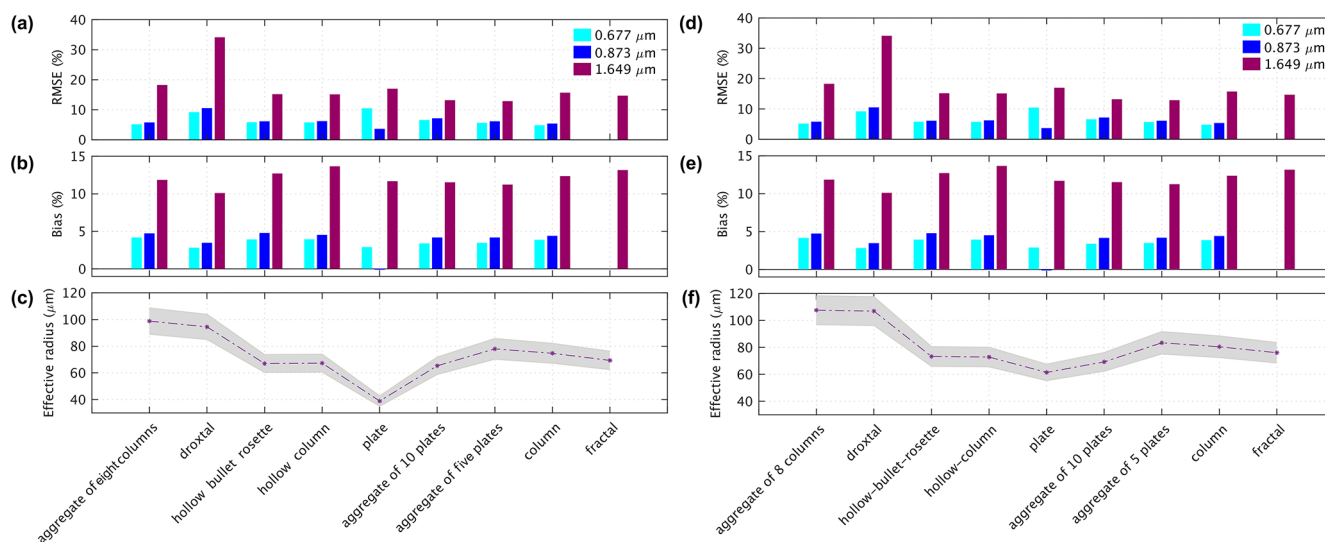 (a)
RMSE (%)
40
30
20
10
0
0.677 μm
0.873 μm
1.649 μm
(b)
Bias (%)
15
10
5
0
(c)
Effective radius (μm)
120
100
80
60
40
aggregate of eightcolumns
droxtal
hollow bullet rosette
hollow column
plate
aggregate of 10 plates
aggregate of five plates
column
fractal
(d)
RMSE (%)
40
30
20
10
0
0.677 μm
0.873 μm
1.649 μm
(e)
Bias (%)
15
10
5
0
(f)
Effective radius (μm)
120
100
80
60
40
aggregate of 8 columns
droxtal
hollow-bullet-rosette
hollow-column
plate
aggregate of 10 plates
aggregate of 5 plates
column
fractal